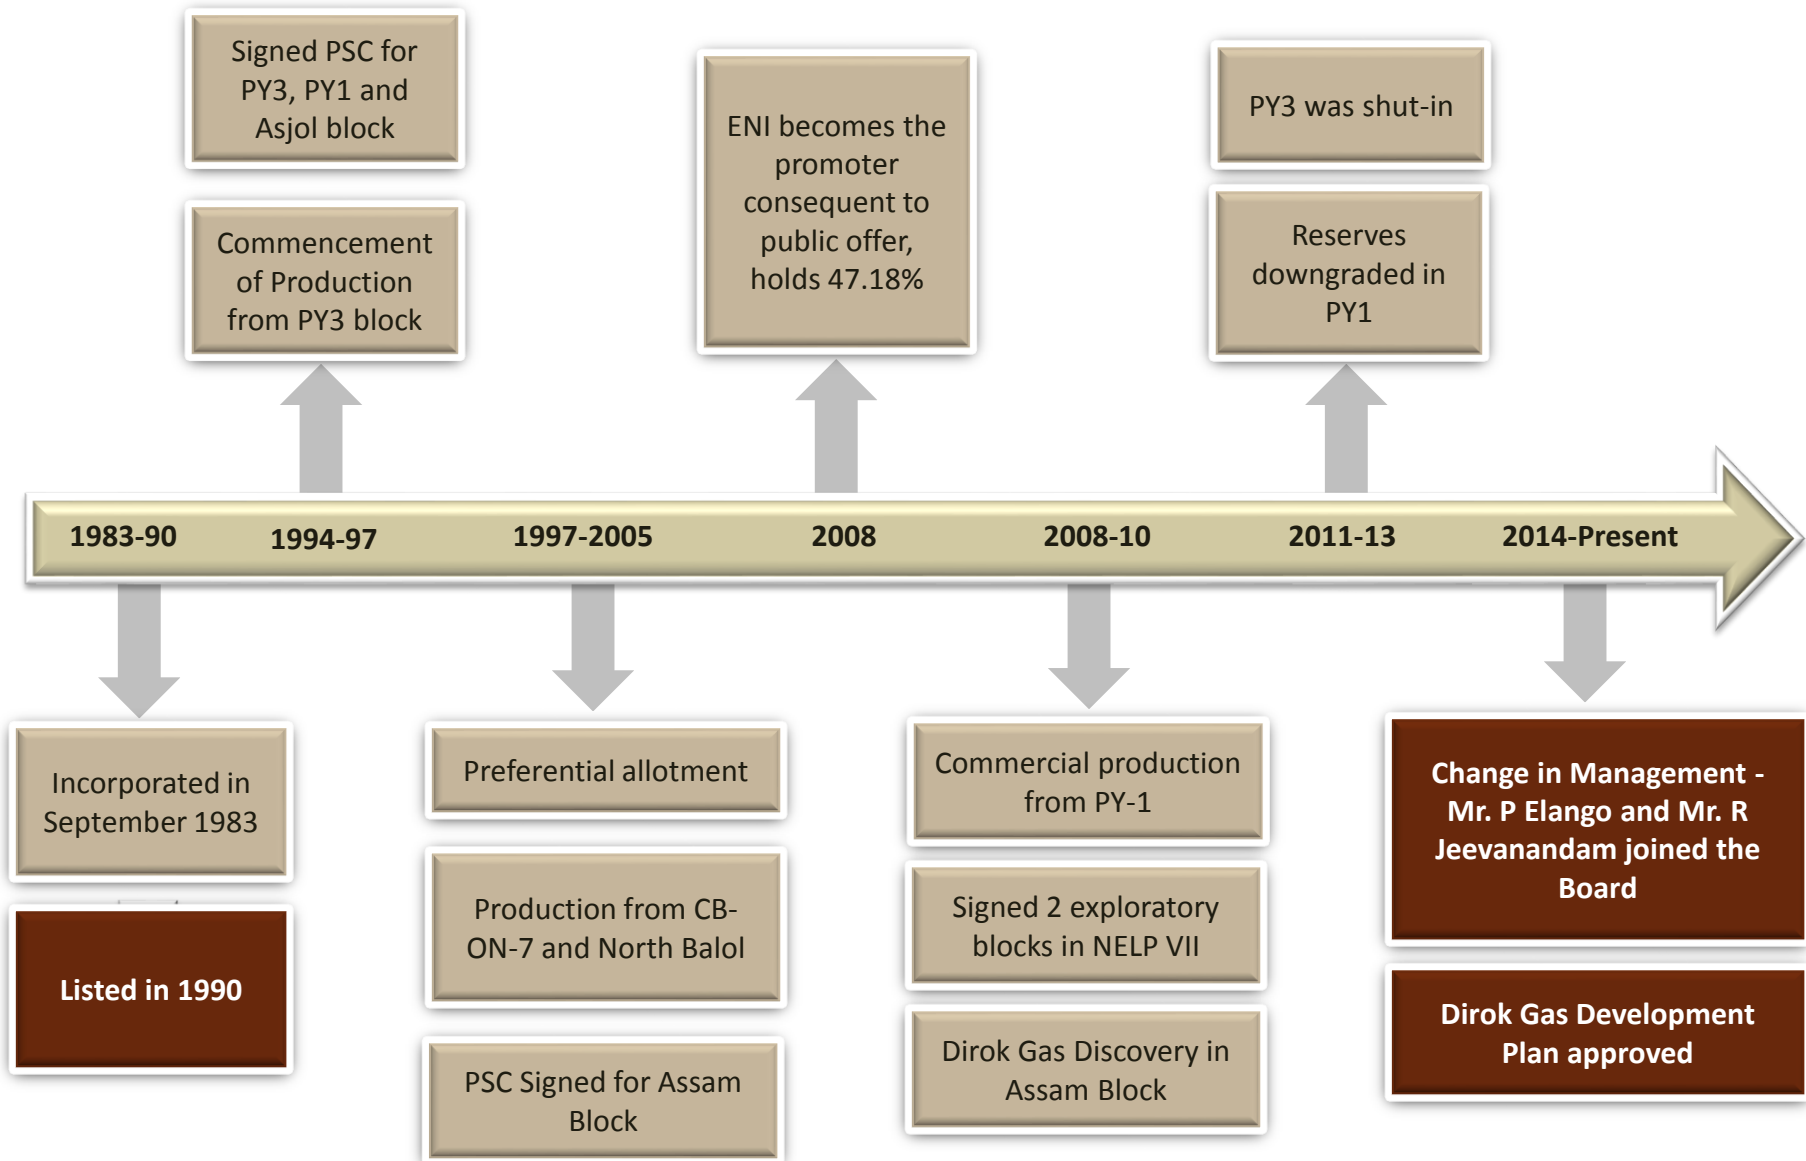 Signed PSC for
PY3, PY1 and
Asjol block
Commencement
of Production
from PY3 block
ENI becomes the
promoter
consequent to
public offer,
holds 47.18%
PY3 was shut-in
Reserves
downgraded in
PY1
1983-90
1994-97
1997-2005
2008
2008-10
2011-13
2014-Present
Incorporated in
September 1983
Listed in 1990
Preferential allotment
Production from CB-
ON-7 and North Balol
PSC Signed for Assam
Block
Commercial production
from PY-1
Signed 2 exploratory
blocks in NELP VII
Dirok Gas Discovery in
Assam Block
Change in Management -
Mr. P Elango and Mr. R
Jeevanandam joined the
Board
Dirok Gas Development
Plan approved